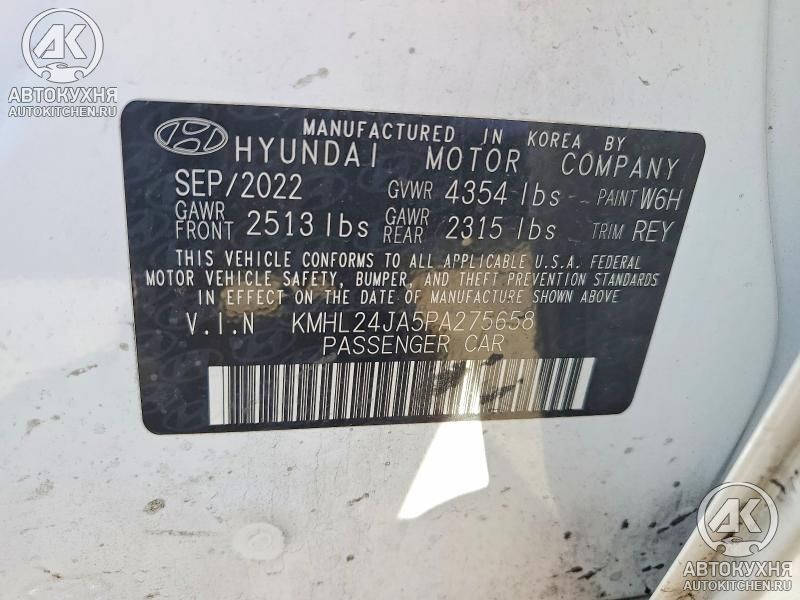 АК
АВТОКУХНЯ
AUTOKITCHEN.RU
MANUFACTURED IN KOREA BY
HYUNDAI MOTOR COMPANY
SEP/2022 GVWR 4354 lbs PAINT W6H
GAWR FRONT 2513 lbs GAWR REAR 2315 lbs TRIM REY
THIS VEHICLE CONFORMS TO ALL APPLICABLE U.S.A. FEDERAL
MOTOR VEHICLE SAFETY, BUMPER, AND THEFT PREVENTION STANDARDS
IN EFFECT ON THE DATE OF MANUFACTURE SHOWN ABOVE
V.I.N KMHL24JA5PA275658
PASSENGER CAR
АК
АВТОКУХНЯ
AUTOKITCHEN.RU